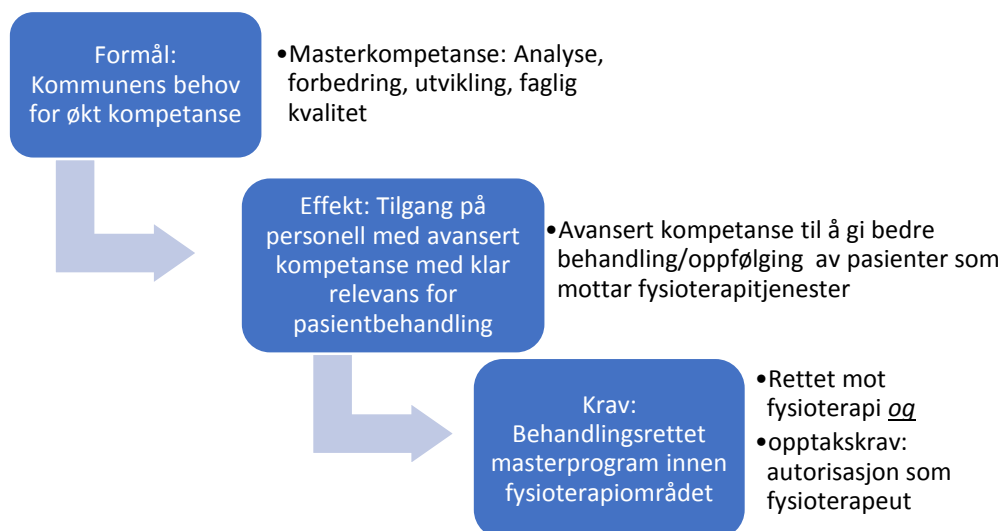 Formål:
Kommunens behov
for økt kompetanse
•Masterkompetanse: Analyse,
forbedring, utvikling, faglig
kvalitet
Effekt: Tilgang på
personell med avansert
kompetanse med klar
relevans for
pasientbehandling
•Avansert kompetanse til å gi bedre
behandling/oppfølging av pasienter som
mottar fysioterapitjenester
Krav:
Behandlingsrettet
masterprogram innen
fysioterapiområdet
•Rettet mot
fysioterapi og
•opptakskrav:
autorisasjon som
fysioterapeut